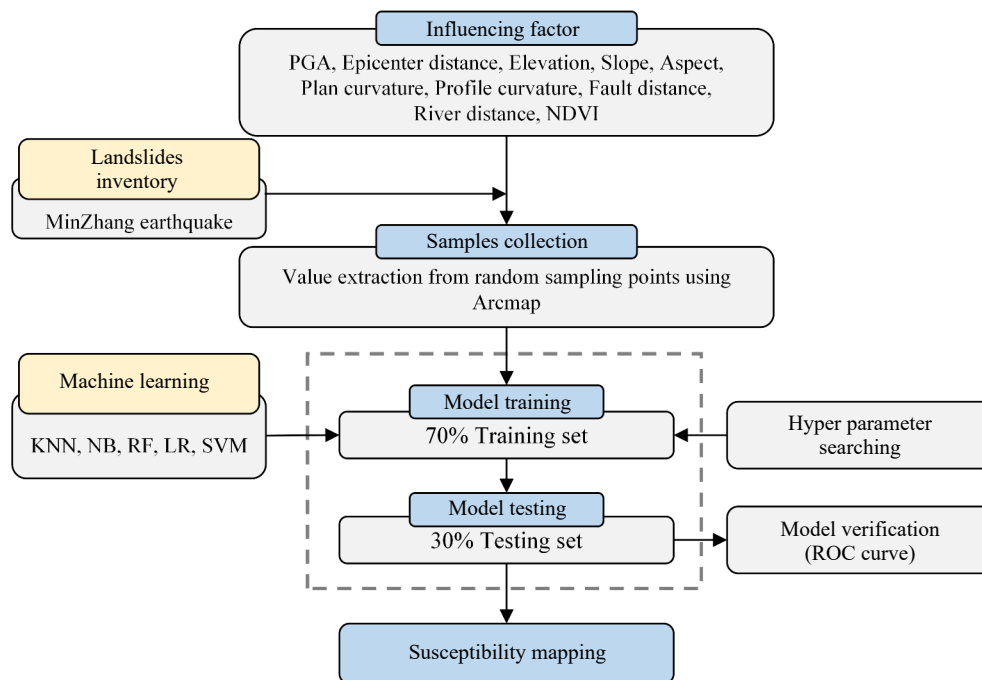 Influencing factor
PGA, Epicenter distance, Elevation, Slope, Aspect,
Plan curvature, Profile curvature, Fault distance,
River distance, NDVI
Landslides
inventory
MinZhang earthquake
Samples collection
Value extraction from random sampling points using
Arcmap
Machine learning
KNN, NB, RF, LR, SVM
Model training
70% Training set
Hyper parameter
searching
Model testing
30% Testing set
Model verification
(ROC curve)
Susceptibility mapping